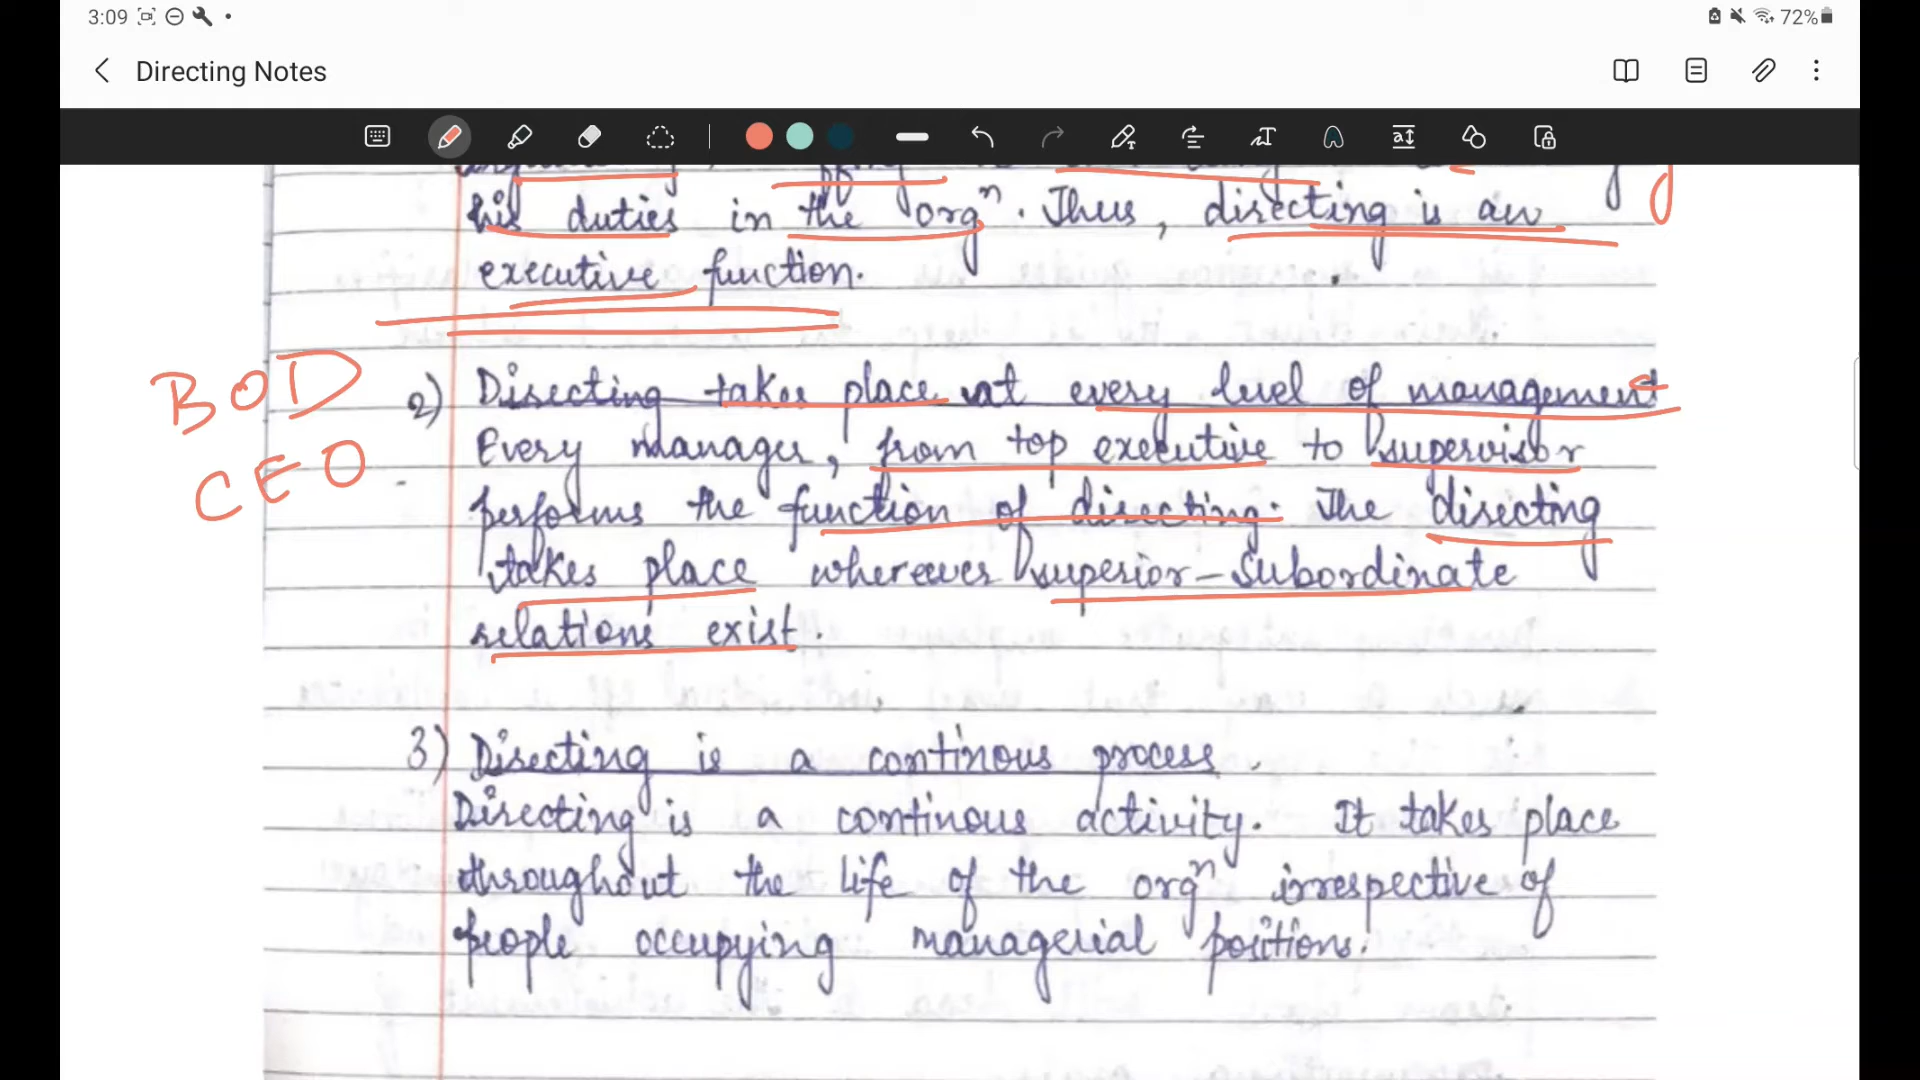 3:09
72%
Directing Notes
his duties in the orgⁿ. Thus, directing is an
executive function.
BOD
CEO
2) Directing takes place at every level of management
Every manager, from top executive to supervisor
performs the function of directing. The directing
takes place wherever superior-subordinate
relations exist.
3) Directing is a continous process.
Directing is a continous activity. It takes place
throughout the life of the orgⁿ irrespective of
people occupying managerial positions.